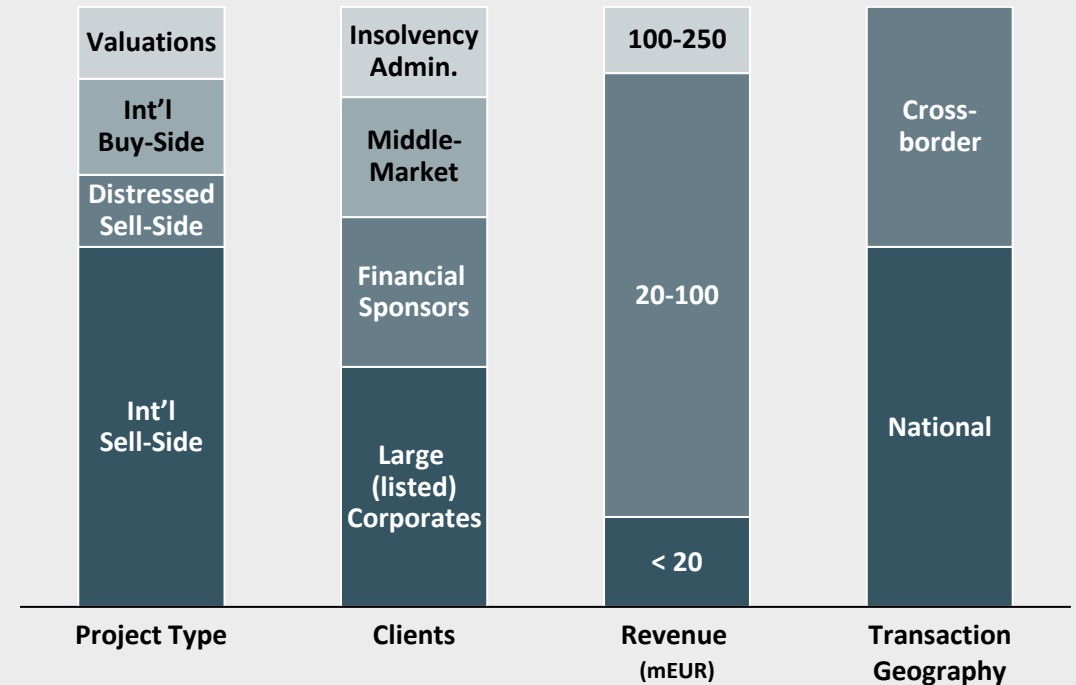 Valuations
Int’l
Buy-Side
Distressed
Sell-Side
Int’l
Sell-Side
Project Type
Insolvency
Admin.
Middle-
Market
Financial
Sponsors
Large
(listed)
Corporates
Clients
100-250
20-100
< 20
Revenue
(mEUR)
Cross-
border
National
Transaction
Geography